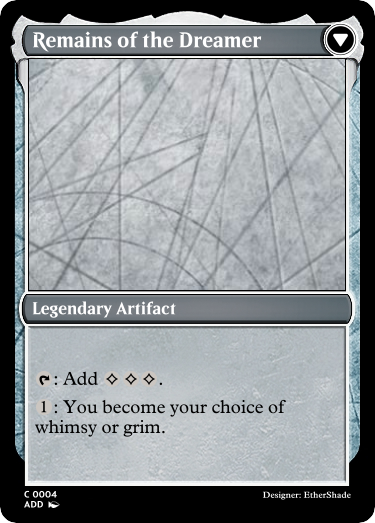 Remains of the Dreamer
Legendary Artifact
: Add .
1: You become your choice of
whimsy or grim.
C 0004
ADD
Designer: EtherShade